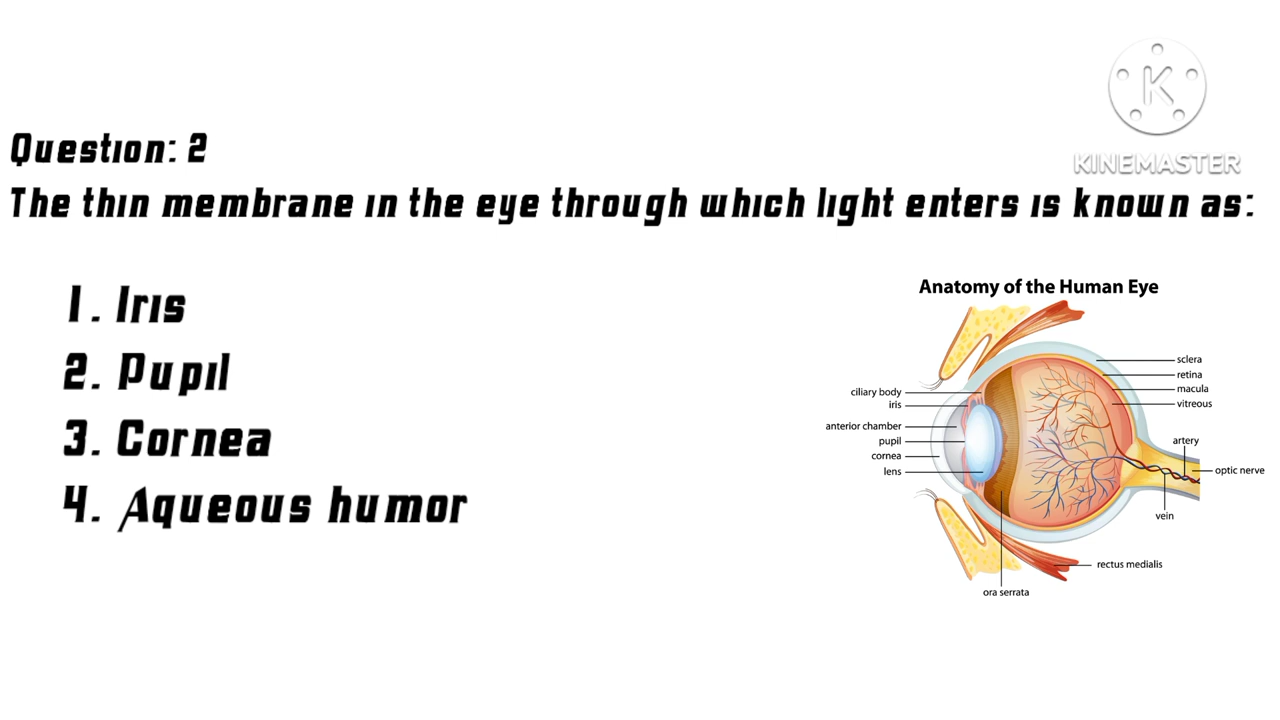 KINEMASTER
Question: 2
The thin membrane in the eye through which light enters is known as:
1. Iris
2. Pupil
3. Cornea
4. Aqueous humor
Anatomy of the Human Eye
sclera
retina
macula
vitreous
artery
optic nerve
vein
rectus medialis
ora serrata
ciliary body
iris
anterior chamber
pupil
cornea
lens